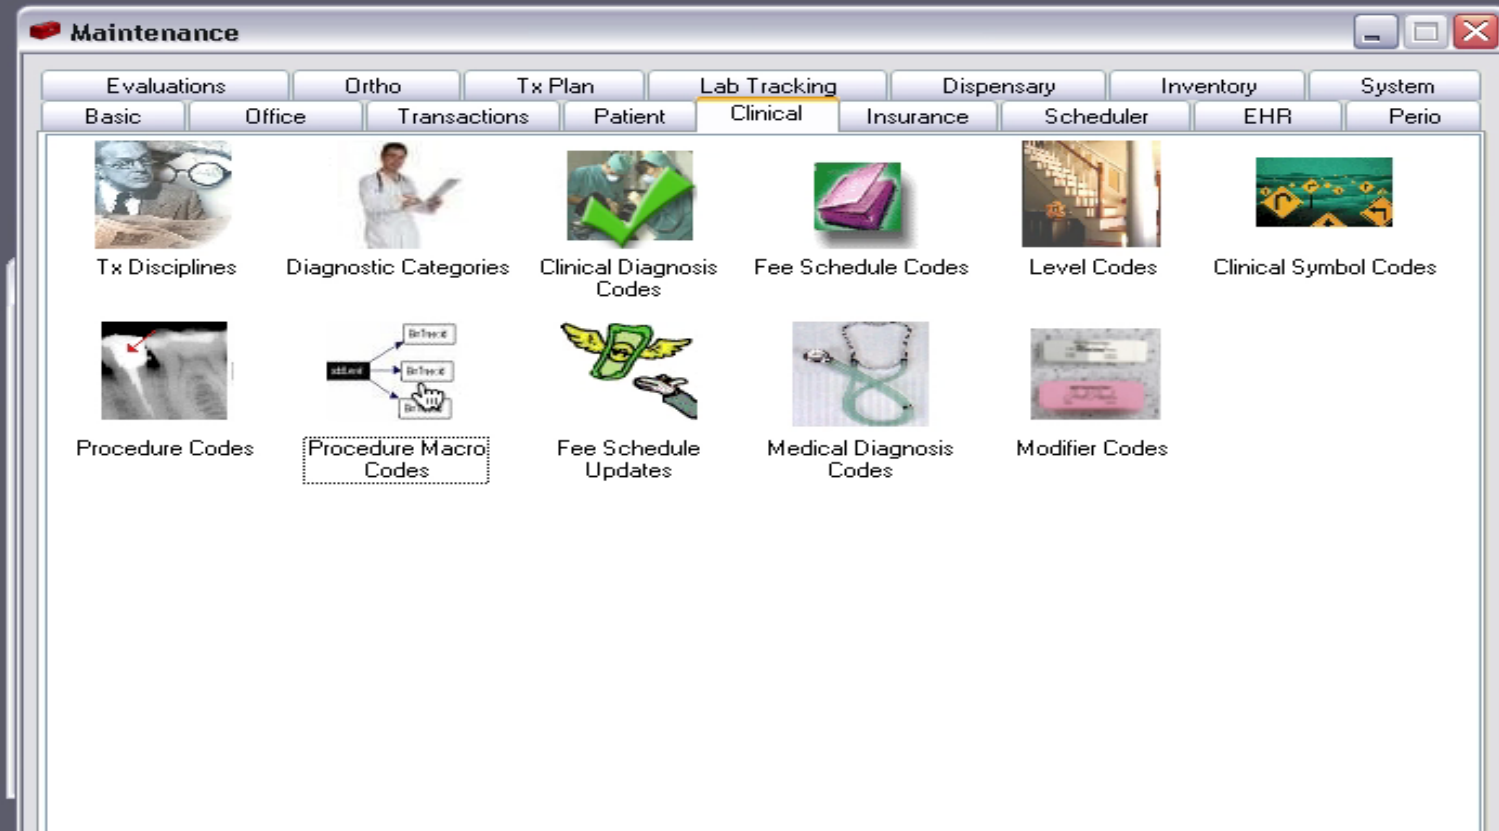 Maintenance
Evaluations Ortho Tx Plan Lab Tracking Dispensary Inventory System
Basic Office Transactions Patient Clinical Insurance Scheduler EHR Perio
Tx Disciplines Diagnostic Categories Clinical Diagnosis Fee Schedule Codes Level Codes Clinical Symbol Codes
Codes
Procedure Codes Procedure Macro Fee Schedule Medical Diagnosis Modifier Codes
Codes Updates Codes